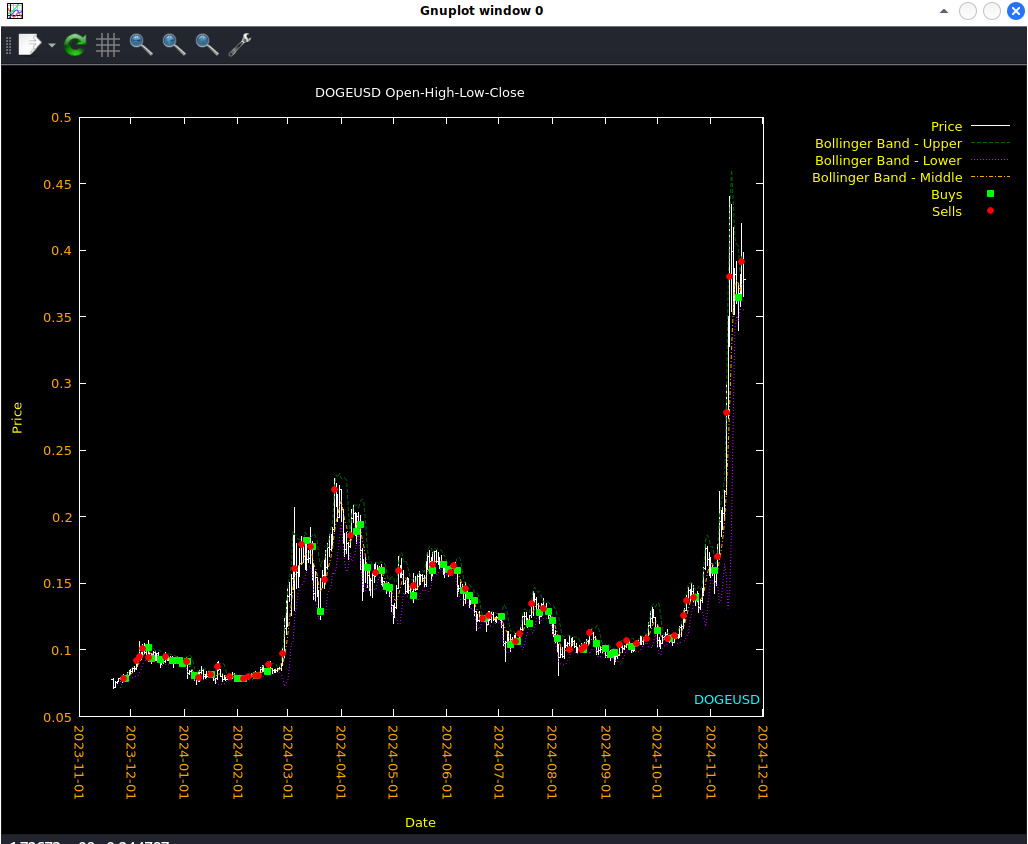 Gnuplot window 0
DOGEUSD Open-High-Low-Close
Price
Bollinger Band - Upper
Bollinger Band - Lower
Bollinger Band - Middle
Buys
Sells
0.5
0.45
0.4
0.35
0.3
0.25
0.2
0.15
0.1
0.05
Price
DOGEUSD
2023-11-01
2023-12-01
2024-01-01
2024-02-01
2024-03-01
2024-04-01
2024-05-01
2024-06-01
2024-07-01
2024-08-01
2024-09-01
2024-10-01
2024-11-01
2024-12-01
Date